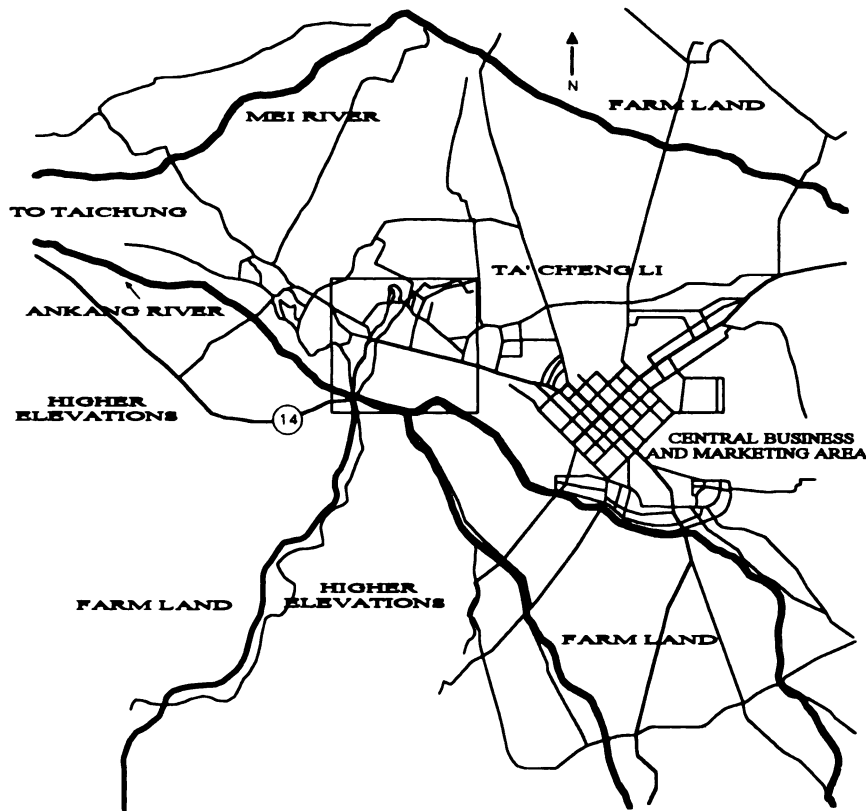 N
FARM LAND
MEI RIVER
TO TAICHUNG
TA' CH'ENG LI
ANKANG RIVER
HIGHER
ELEVATIONS
14
CENTRAL BUSINESS
AND MARKETING AREA
HIGHER
ELEVATIONS
FARM LAND
FARM LAND